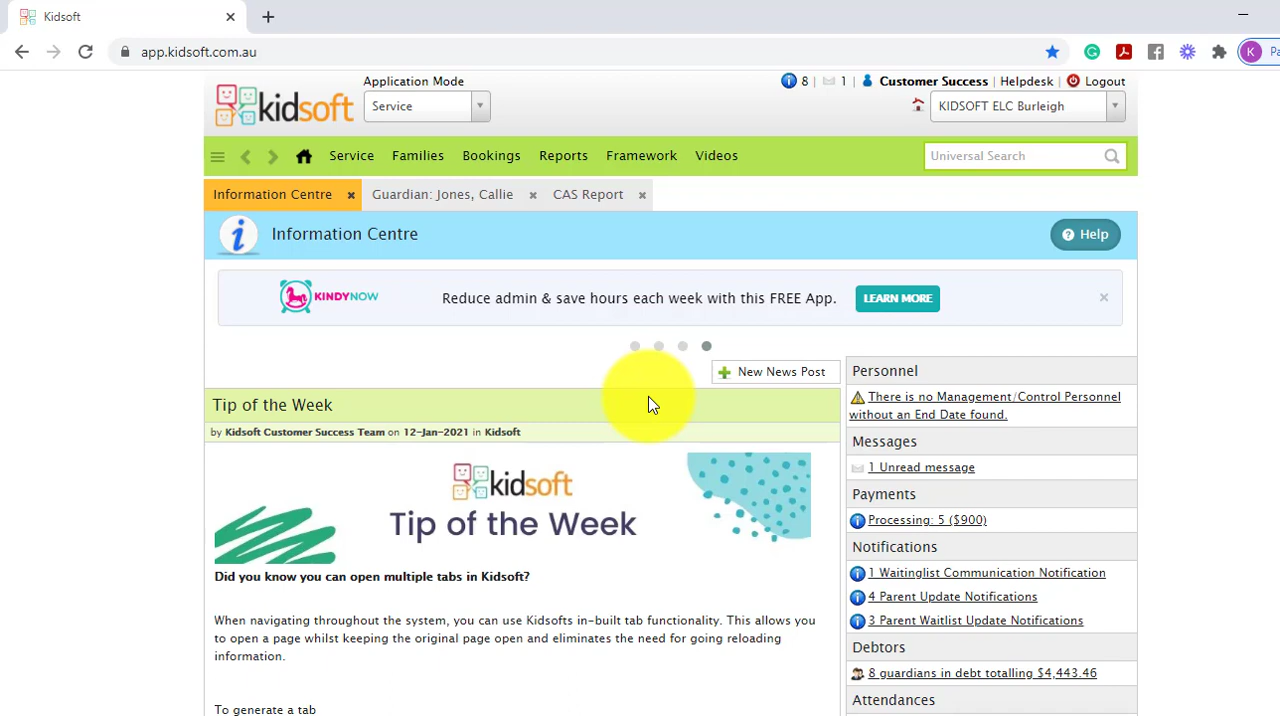 Kidsoft
app.kidsoft.com.au
K
Application Mode
8 | 1 Customer Success | Helpdesk | Logout
kidsoft
Service
KIDSOFT ELC Burleigh
Service Families Bookings Reports Framework Videos
Universal Search
Information Centre Guardian: Jones, Callie CAS Report
Information Centre
Help
KINDYNOW Reduce admin & save hours each week with this FREE App. LEARN MORE
New News Post
Tip of the Week
by Kidsoft Customer Success Team on 12-Jan-2021 in Kidsoft
kidsoft
Tip of the Week
Did you know you can open multiple tabs in Kidsoft?
When navigating throughout the system, you can use Kidsofts in-built tab functionality. This allows you
to open a page whilst keeping the original page open and eliminates the need for going reloading
information.
To generate a tab
Personnel
There is no Management/Control Personnel
without an End Date found.
Messages
1 Unread message
Payments
Processing: 5 ($900)
Notifications
1 Waitinglist Communication Notification
4 Parent Update Notifications
3 Parent Waitlist Update Notifications
Debtors
8 guardians in debt totalling $4,443.46
Attendances